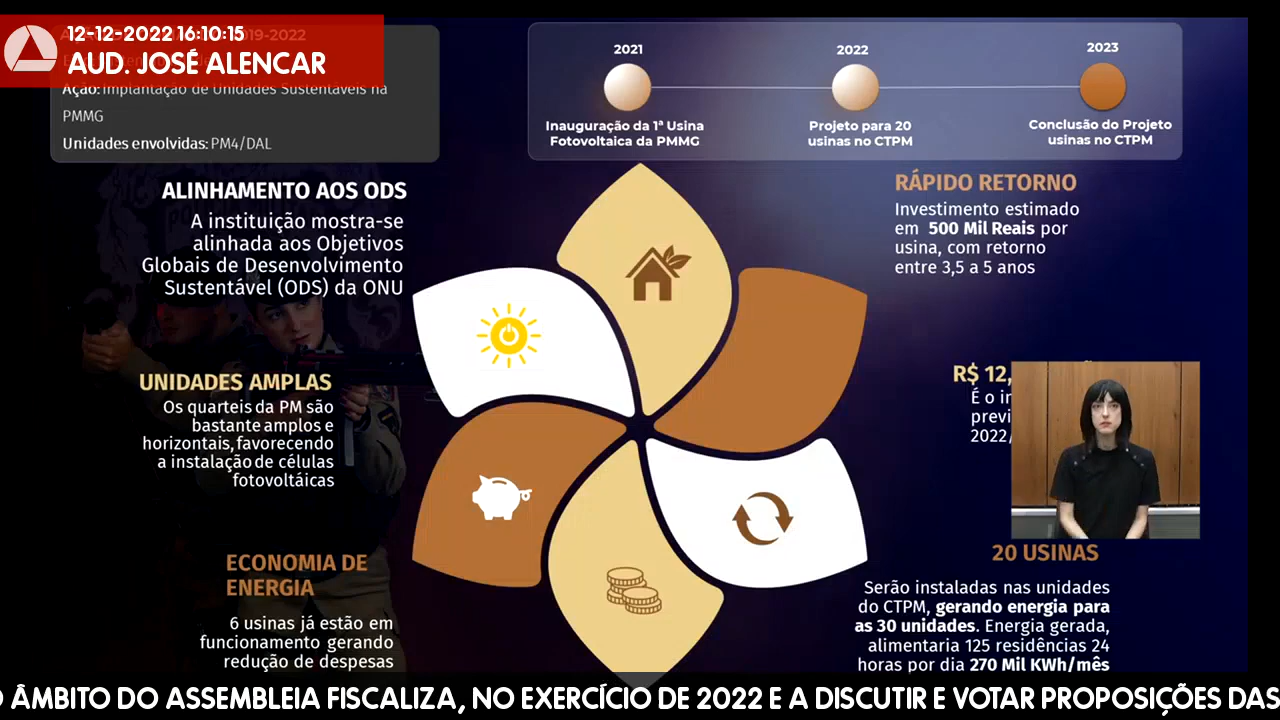 12-12-2022 16:10:15
AUD. JOSÉ ALENCAR
Ação: Implantação de Unidades Sustentáveis na
PMMG
Unidades envolvidas: PM4/DAL
2021
2022
2023
Inauguração da 1ª Usina
Fotovoltaica da PMMG
Projeto para 20
usinas no CTPM
Conclusão do Projeto
usinas no CTPM
ALINHAMENTO AOS ODS
A instituição mostra-se
alinhada aos Objetivos
Globais de Desenvolvimento
Sustentável (ODS) da ONU
RÁPIDO RETORNO
Investimento estimado
em 500 Mil Reais por
usina, com retorno
entre 3,5 a 5 anos
UNIDADES AMPLAS
Os quarteis da PM são
bastante amplos e
horizontais, favorecendo
a instalação de células
fotovoltáicas
R$ 12,
É o
2022/
ECONOMIA DE
ENERGIA
6 usinas já estão em
funcionamento gerando
redução de despesas
20 USINAS
Serão instaladas nas unidades
do CTPM, gerando energia para
as 30 unidades. Energia gerada,
alimentaria 125 residências 24
horas por dia 270 Mil KWh/mês
ÂMBITO DO ASSEMBLEIA FISCALIZA, NO EXERCÍCIO DE 2022 E A DISCUTIR E VOTAR PROPOSIÇÕES DAS